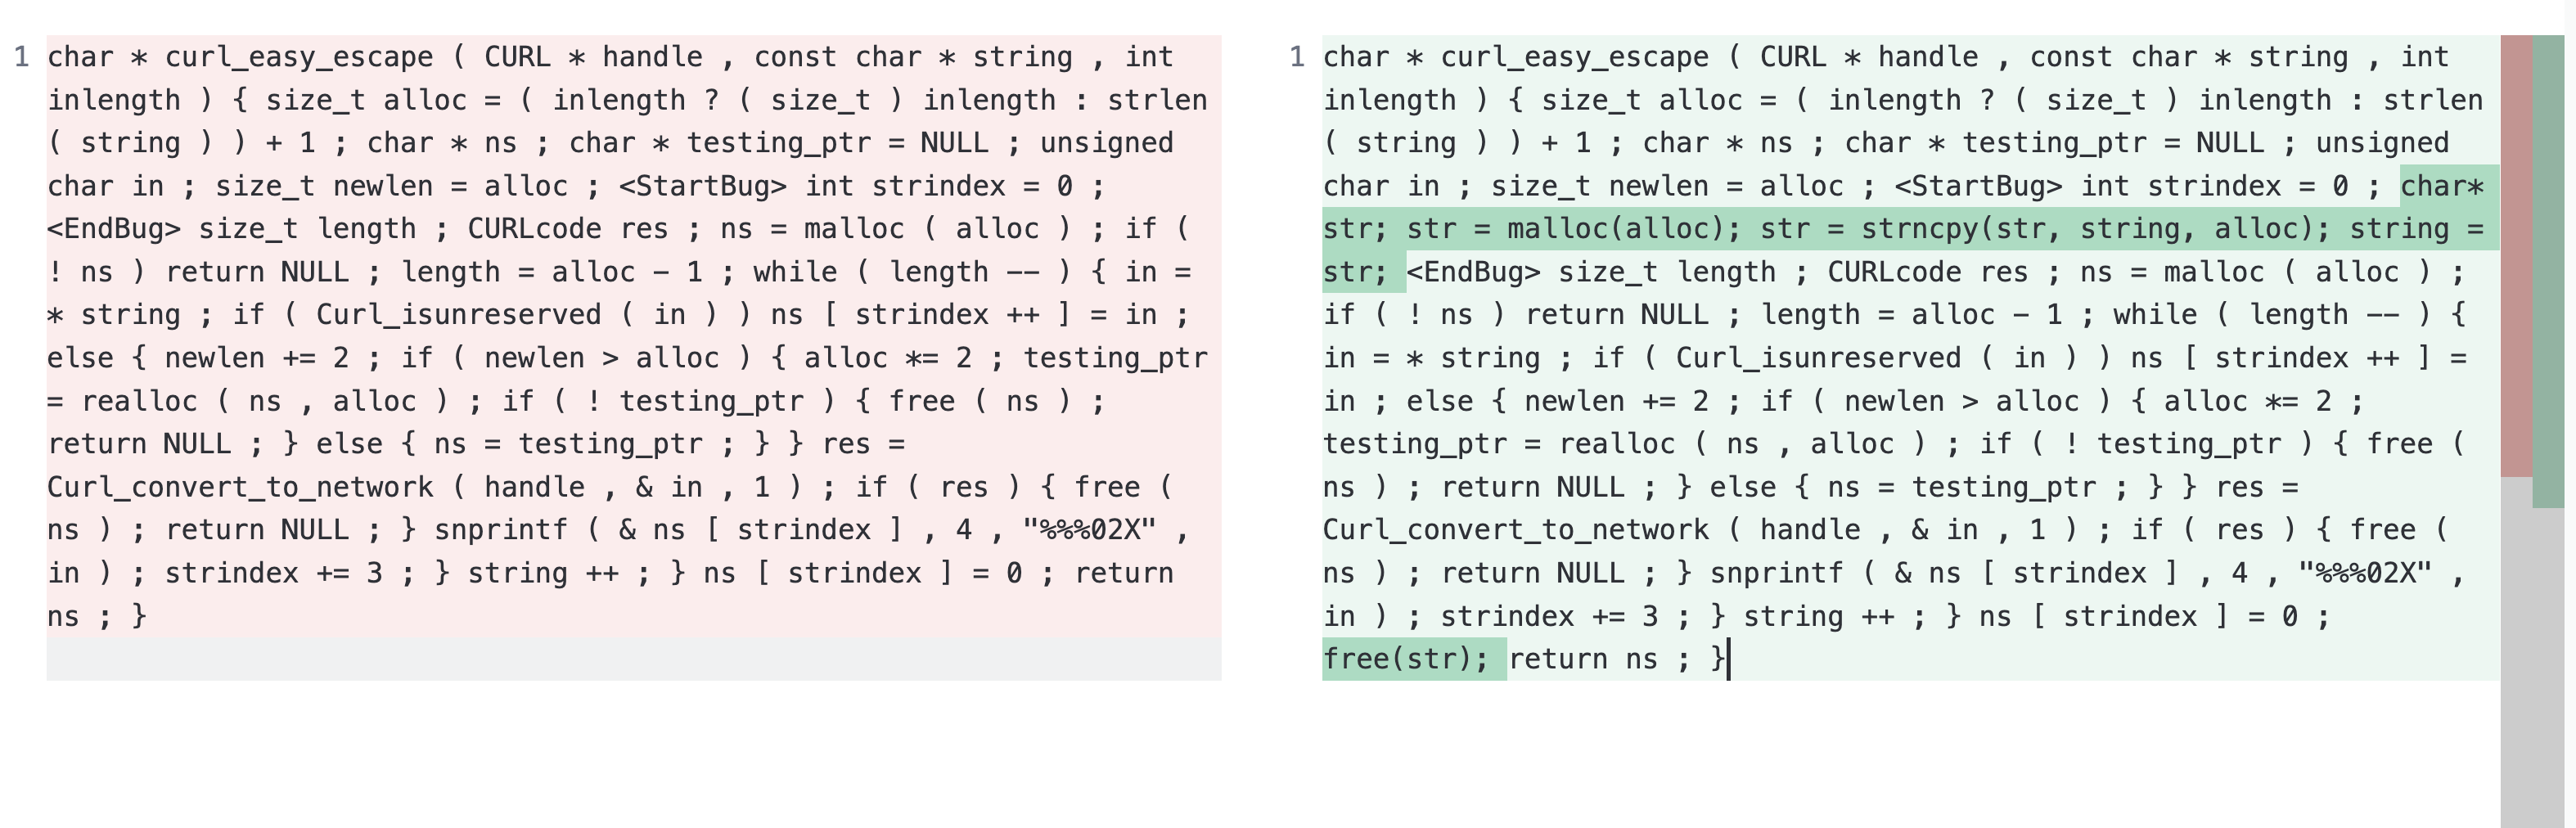 1 char * curl_easy_escape ( CURL * handle , const char * string , int
inlength ) { size_t alloc = ( inlength ? ( size_t ) inlength : strlen
( string ) ) + 1 ; char * ns ; char * testing_ptr = NULL ; unsigned
char in ; size_t newlen = alloc ; <StartBug> int strindex = 0 ;
<EndBug> size_t length ; CURLcode res ; ns = malloc ( alloc ) ; if (
! ns ) return NULL ; length = alloc - 1 ; while ( length -- ) { in =
* string ; if ( Curl_isunreserved ( in ) ) ns [ strindex ++ ] = in ;
else { newlen += 2 ; if ( newlen > alloc ) { alloc *= 2 ; testing_ptr
= realloc ( ns , alloc ) ; if ( ! testing_ptr ) { free ( ns ) ;
return NULL ; } else { ns = testing_ptr ; } } res =
Curl_convert_to_network ( handle , & in , 1 ) ; if ( res ) { free (
ns ) ; return NULL ; } snprintf ( & ns [ strindex ] , 4 , "%%%02X" ,
in ) ; strindex += 3 ; } string ++ ; } ns [ strindex ] = 0 ; return
ns ; }
1 char * curl_easy_escape ( CURL * handle , const char * string , int
inlength ) { size_t alloc = ( inlength ? ( size_t ) inlength : strlen
( string ) ) + 1 ; char * ns ; char * testing_ptr = NULL ; unsigned
char in ; size_t newlen = alloc ; <StartBug> int strindex = 0 ; char*
str; str = malloc(alloc); str = strncpy(str, string, alloc); string =
str; <EndBug> size_t length ; CURLcode res ; ns = malloc ( alloc ) ;
if ( ! ns ) return NULL ; length = alloc - 1 ; while ( length -- ) {
in = * string ; if ( Curl_isunreserved ( in ) ) ns [ strindex ++ ] =
in ; else { newlen += 2 ; if ( newlen > alloc ) { alloc *= 2 ;
testing_ptr = realloc ( ns , alloc ) ; if ( ! testing_ptr ) { free (
ns ) ; return NULL ; } else { ns = testing_ptr ; } } res =
Curl_convert_to_network ( handle , & in , 1 ) ; if ( res ) { free (
ns ) ; return NULL ; } snprintf ( & ns [ strindex ] , 4 , "%%%02X" ,
in ) ; strindex += 3 ; } string ++ ; } ns [ strindex ] = 0 ;
free(str); return ns ; }